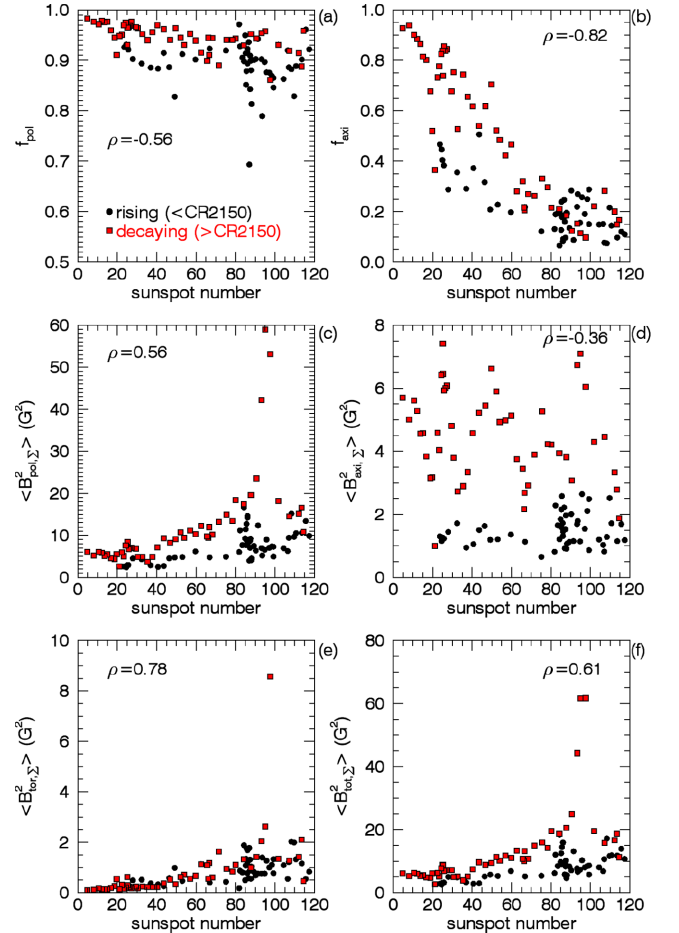 (a)
1.0
0.9
0.8
0.7
0.6
0.5
f_pol
ρ=-0.56
rising (<CR2150)
decaying (>CR2150)
0 20 40 60 80 100 120
sunspot number
(b)
1.0
0.8
0.6
0.4
0.2
0.0
f_axi
ρ=-0.82
0 20 40 60 80 100 120
sunspot number
(c)
60
50
40
30
20
10
0
<B²_pol,Σ> (G²)
ρ=0.56
0 20 40 60 80 100 120
sunspot number
(d)
8
6
4
2
0
<B²_axi,Σ> (G²)
ρ=-0.36
0 20 40 60 80 100 120
sunspot number
(e)
10
8
6
4
2
0
<B²_tor,Σ> (G²)
ρ=0.78
0 20 40 60 80 100 120
sunspot number
(f)
80
60
40
20
0
<B²_tot,Σ> (G²)
ρ=0.61
0 20 40 60 80 100 120
sunspot number